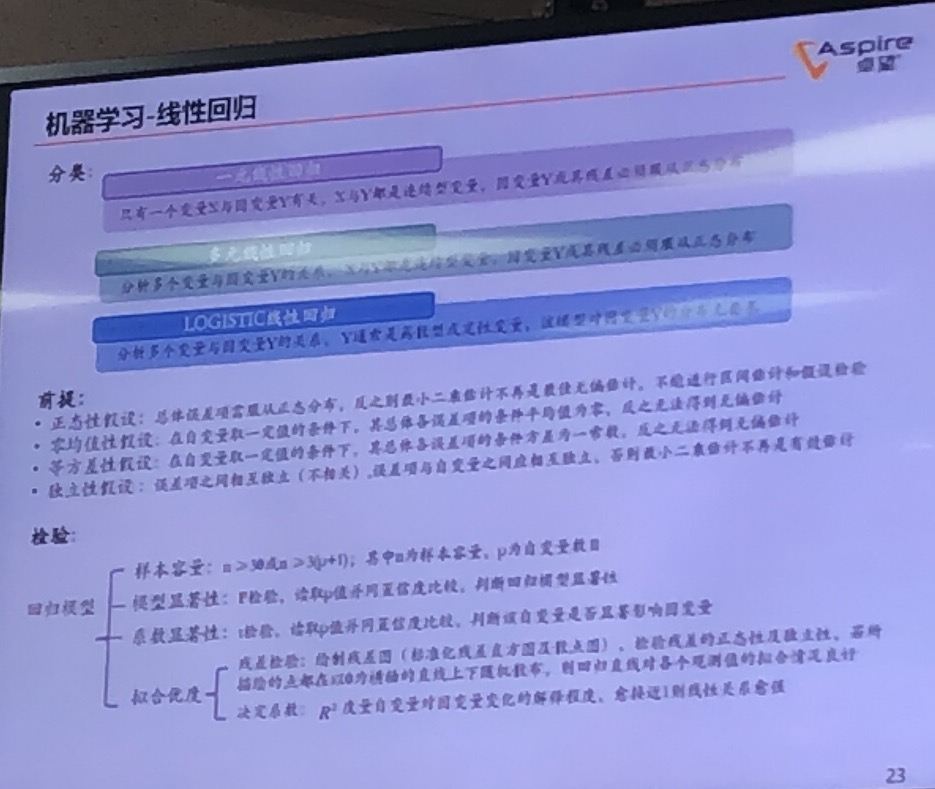 Aspire
卓望
机器学习-线性回归
分类:
一元线性回归
只有一个变量X与因变量Y有关，X与Y都是连续型变量，因变量Y或其残差必须服从正态分布
多元线性回归
分析多个变量与因变量Y的关系，X与Y都是连续型变量，因变量Y或其残差必须服从正态分布
LOGISTIC线性回归
分析多个变量与因变量Y的关系，Y通常是离散型或定性变量，该模型对因变量Y的分布无要求
前提:
• 正态性假设：总体误差项需服从正态分布，反之则最小二乘估计不再是最佳无偏估计，不能进行区间估计和假设检验
• 零均值性假设：在自变量取一定值的条件下，其总体各误差项的条件平均值为零，反之无法得到无偏估计
• 等方差性假设：在自变量取一定值的条件下，其总体各误差项的条件方差为一常数，反之无法得到无偏估计
• 独立性假设：误差项之间相互独立（不相关）,误差项与自变量之间应相互独立，否则最小二乘估计不再是有效估计
检验:
回归模型
样本容量：n≥30或n≥3(p+1)；其中n为样本容量，p为自变量数目
模型显著性：F检验，读取p值并同置信度比较，判断回归模型显著性
系数显著性：t检验，读取p值并同置信度比较，判断该自变量是否显著影响因变量
拟合优度
残差检验：绘制残差图（标准化残差直方图及散点图），检验残差的正态性及独立性，若所
描绘的点都在以0为横轴的直线上下随机散布，则回归直线对各个观测值的拟合情况良好
决定系数：R² 度量自变量对因变量变化的解释程度，愈接近1则线性关系愈强
23